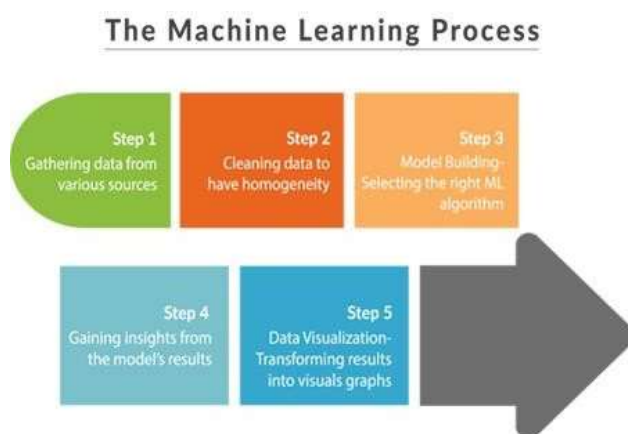 The Machine Learning Process
Step 1
Gathering data from
various sources
Step 2
Cleaning data to
have homogeneity
Step 3
Model Building-
Selecting the right ML
algorithm
Step 4
Gaining insights from
the model's results
Step 5
Data Visualization-
Transforming results
into visuals graphs